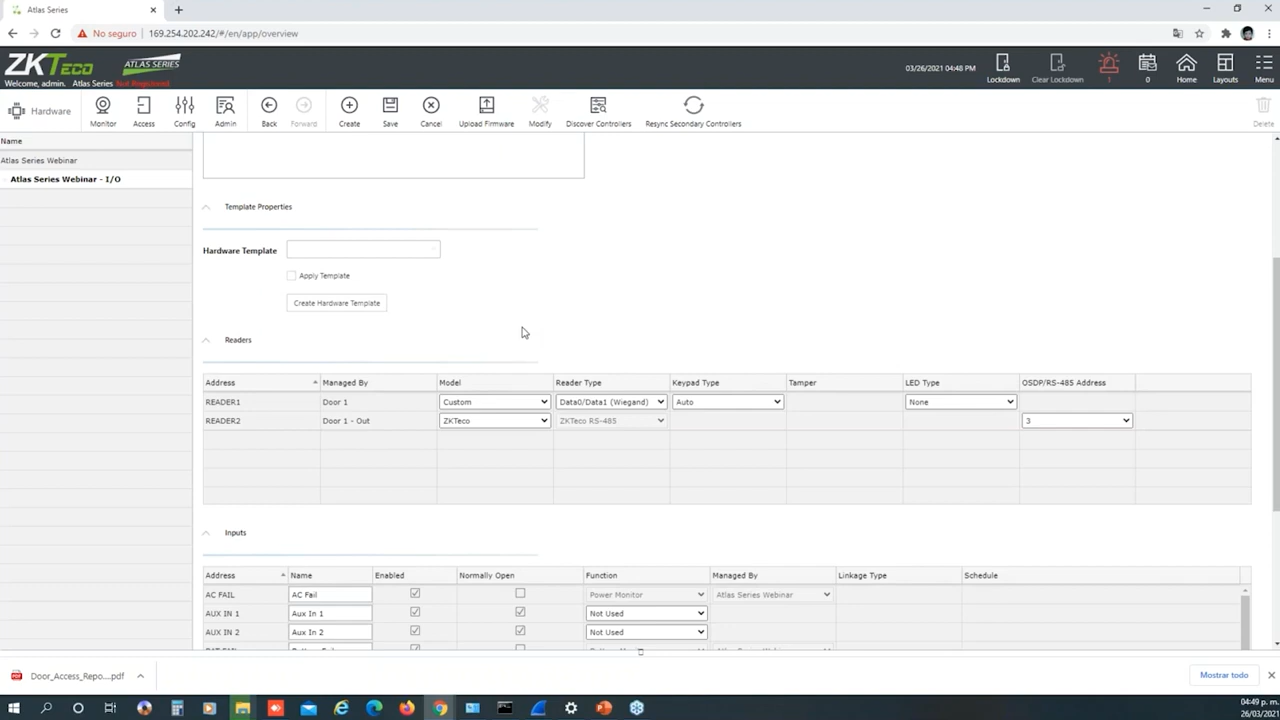 Atlas Series
No seguro
169.254.202.242/#/en/app/overview
ZKTeco
ATLAS SERIES
Welcome, admin. Atlas Series Not Registered
03/26/2021 04:48 PM
Lockdown
Clear Lockdown
1
0
Home
Layouts
Menu
Hardware
Monitor
Access
Config
Admin
Back
Forward
Create
Save
Cancel
Upload Firmware
Modify
Discover Controllers
Resync Secondary Controllers
Delete
Name
Atlas Series Webinar
Atlas Series Webinar - I/O
Template Properties
Hardware Template
Apply Template
Create Hardware Template
Readers
Address Managed By Model Reader Type Keypad Type Tamper LED Type OSDP/RS-485 Address
READER1 Door 1 Custom Data0/Data1 (Wiegand) Auto None
READER2 Door 1 - Out ZKTeco ZKTeco RS-485 3
Inputs
Address Name Enabled Normally Open Function Managed By Linkage Type Schedule
AC FAIL AC Fail Power Monitor Atlas Series Webinar
AUX IN 1 Aux In 1 Not Used
AUX IN 2 Aux In 2 Not Used
Door_Access_Repo....pdf
Mostrar todo
04:49 p. m.
26/03/2021